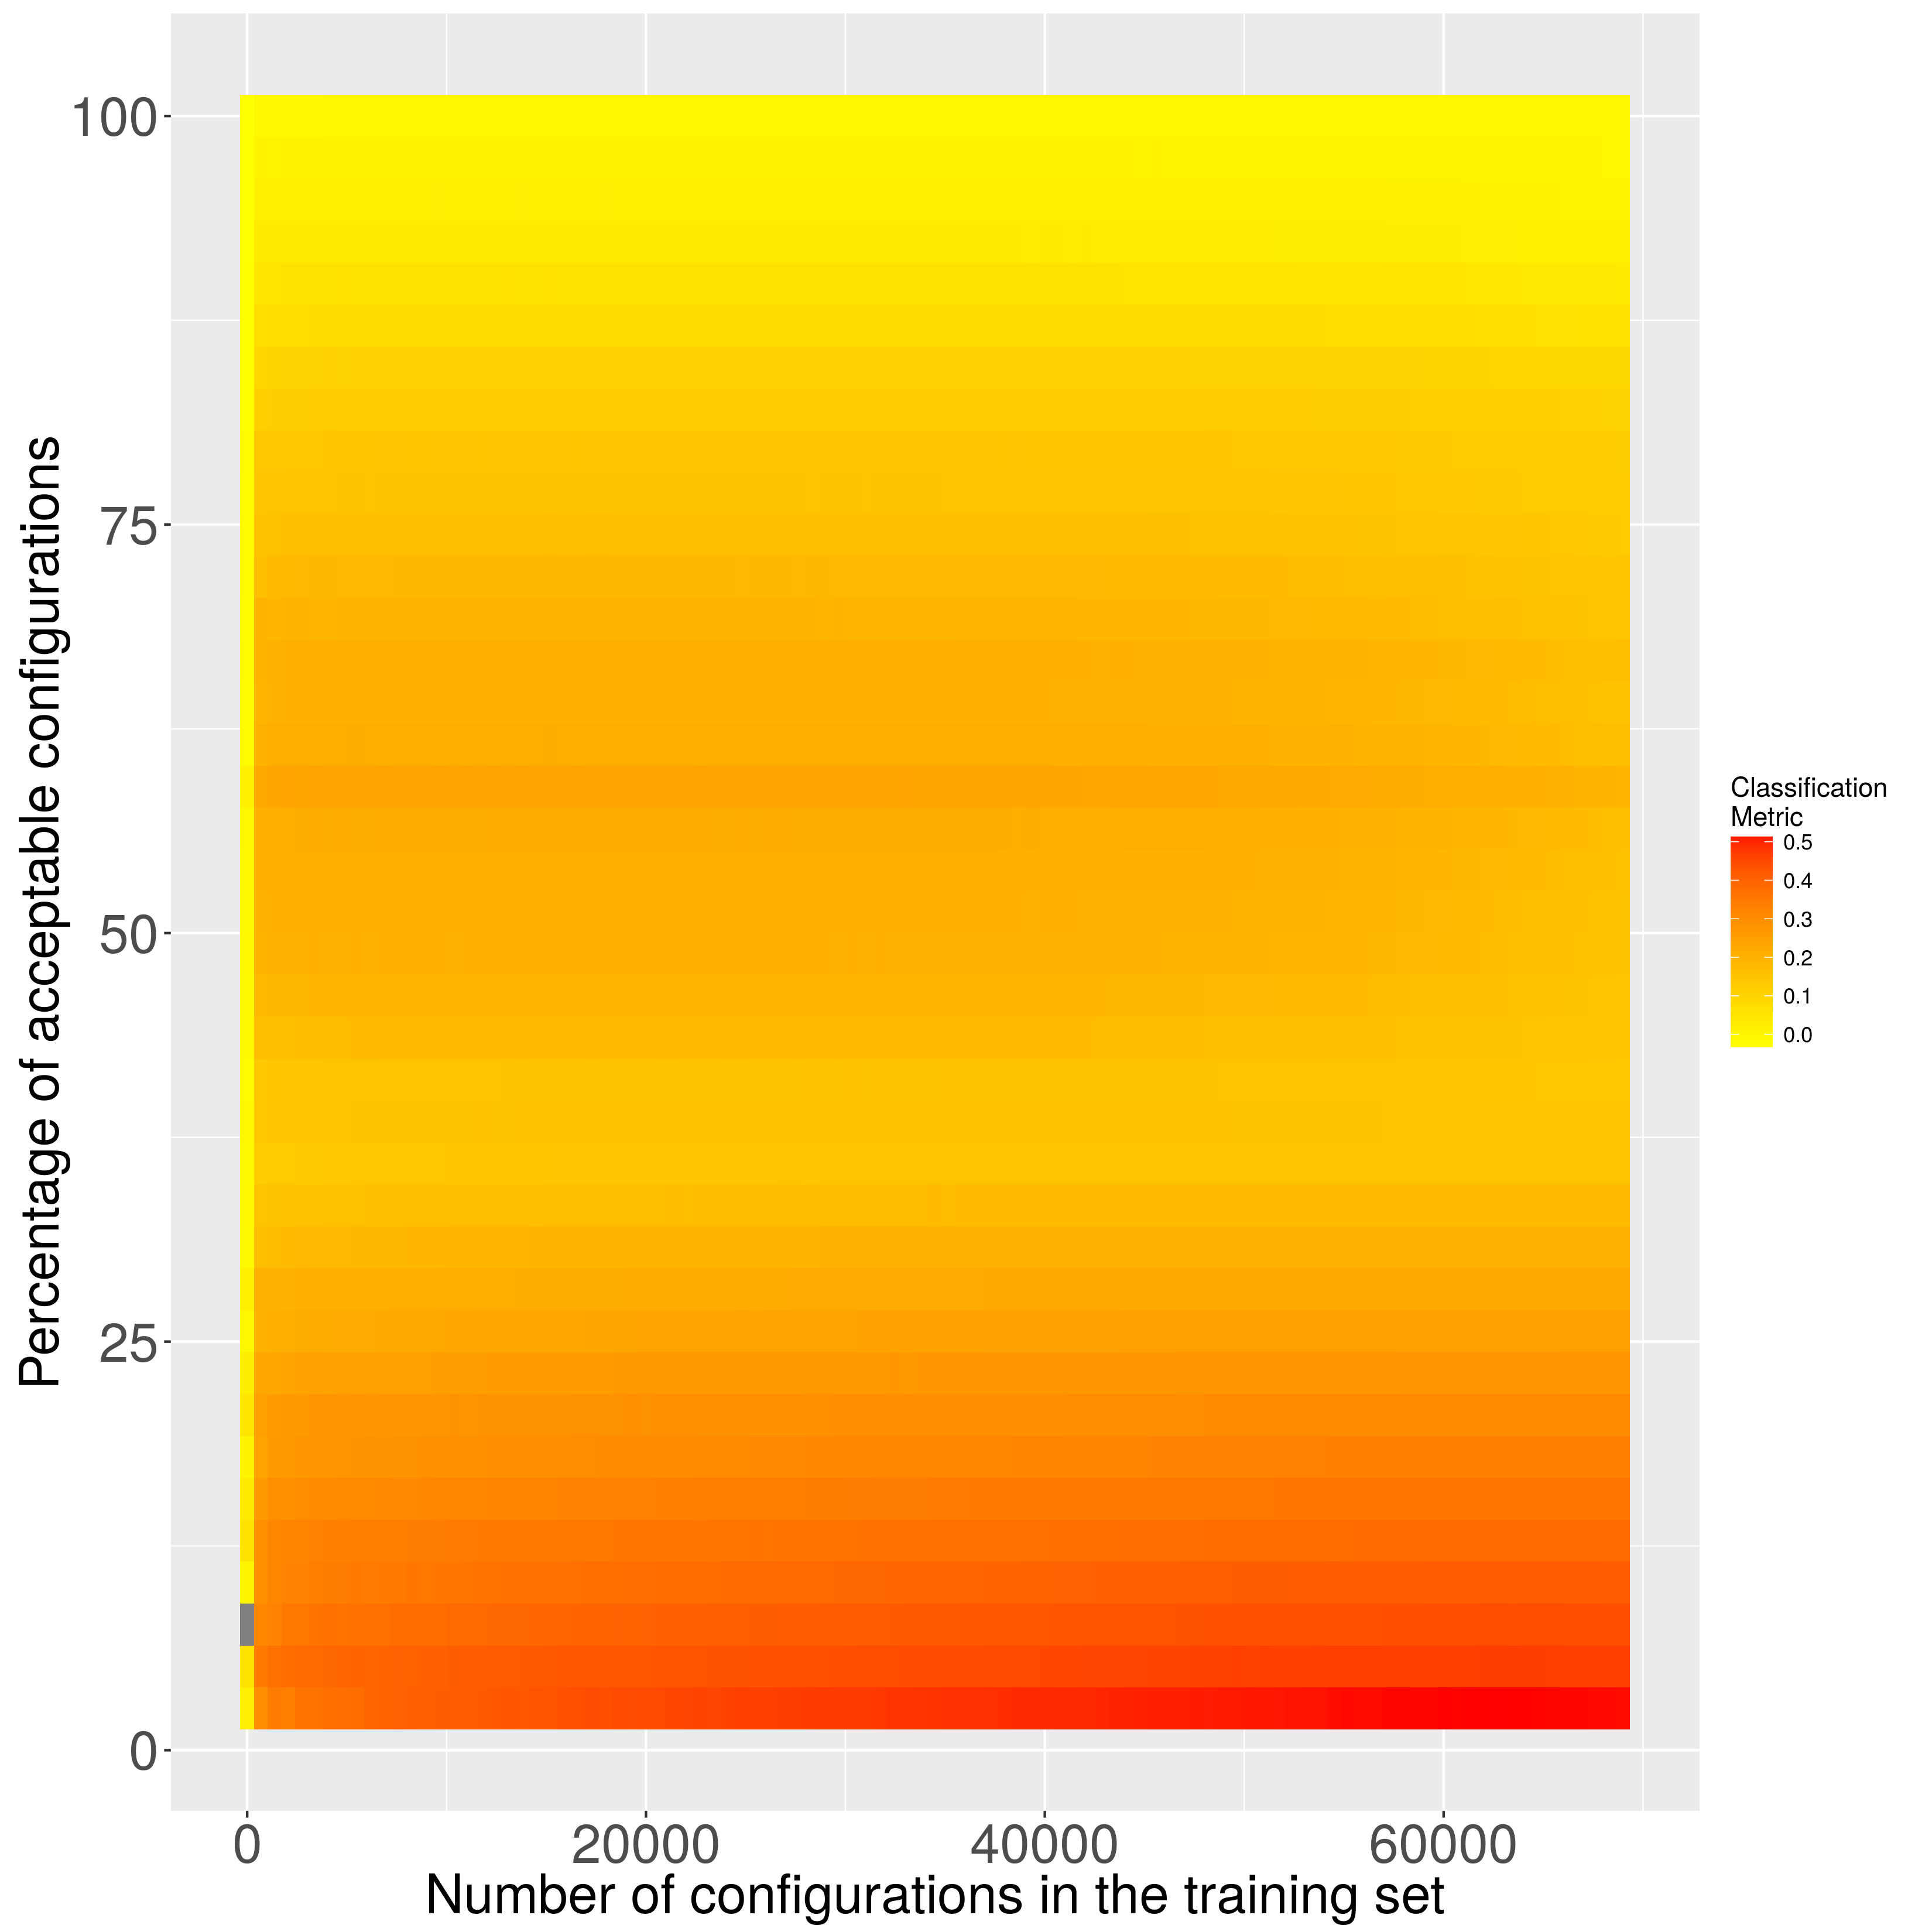 100
75
50
25
0
Percentage of acceptable configurations
0 20000 40000 60000
Number of configurations in the training set
Classification
Metric
0.5
0.4
0.3
0.2
0.1
0.0